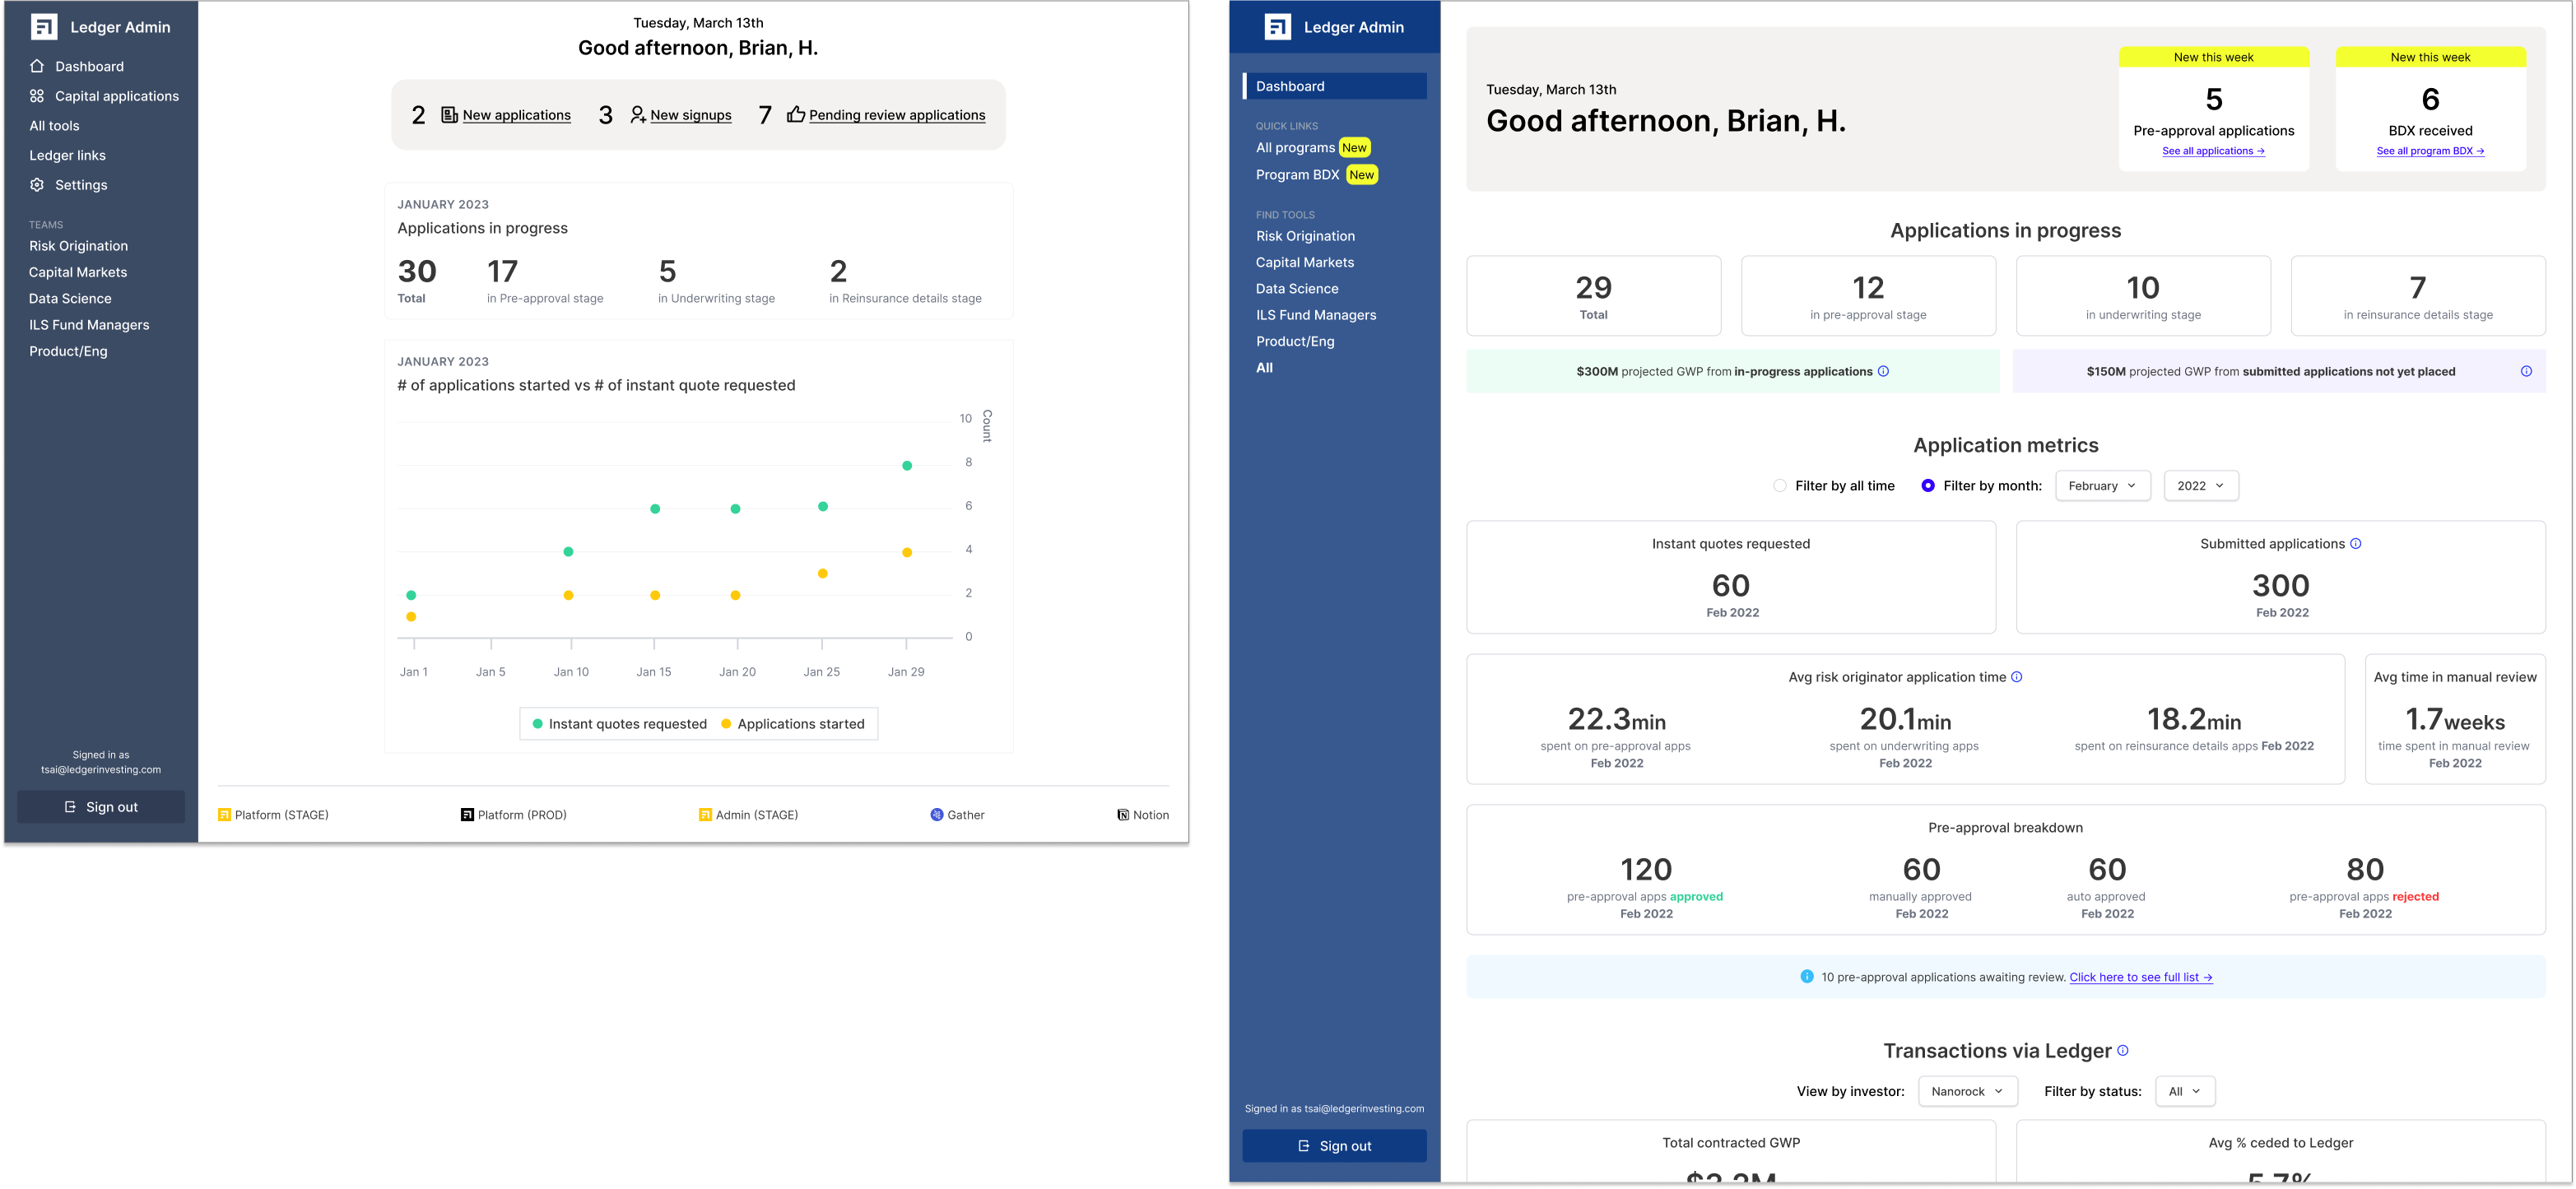 Ledger Admin
Dashboard
Capital applications
All tools
Ledger links
Settings
TEAMS
Risk Origination
Capital Markets
Data Science
ILS Fund Managers
Product/Eng
Signed in as
tsai@ledgerinvesting.com
Sign out
Tuesday, March 13th
Good afternoon, Brian, H.
2 New applications 3 New signups 7 Pending review applications
JANUARY 2023
Applications in progress
30 17 5 2
Total in Pre-approval stage in Underwriting stage in Reinsurance details stage
JANUARY 2023
# of applications started vs # of instant quote requested
10
Count
8
6
4
2
0
Jan 1 Jan 5 Jan 10 Jan 15 Jan 20 Jan 25 Jan 29
Instant quotes requested Applications started
Platform (STAGE) Platform (PROD) Admin (STAGE) Gather Notion
Ledger Admin
Dashboard
QUICK LINKS
All programs New
Program BDX New
FIND TOOLS
Risk Origination
Capital Markets
Data Science
ILS Fund Managers
Product/Eng
All
Signed in as tsai@ledgerinvesting.com
Sign out
Tuesday, March 13th
Good afternoon, Brian, H.
New this week
5
Pre-approval applications
See all applications →
New this week
6
BDX received
See all program BDX →
Applications in progress
29 12 10 7
Total in pre-approval stage in underwriting stage in reinsurance details stage
$300M projected GWP from in-progress applications $150M projected GWP from submitted applications not yet placed
Application metrics
Filter by all time Filter by month: February 2022
Instant quotes requested
60
Feb 2022
Submitted applications
300
Feb 2022
Avg risk originator application time
22.3min 20.1min 18.2min
spent on pre-approval apps spent on underwriting apps spent on reinsurance details apps Feb 2022
Feb 2022 Feb 2022
Avg time in manual review
1.7weeks
time spent in manual review
Feb 2022
Pre-approval breakdown
120 60 60 80
pre-approval apps approved manually approved auto approved pre-approval apps rejected
Feb 2022 Feb 2022 Feb 2022 Feb 2022
10 pre-approval applications awaiting review. Click here to see full list →
Transactions via Ledger
View by investor: Nanorock Filter by status: All
Total contracted GWP
Avg % ceded to Ledger
5.7%